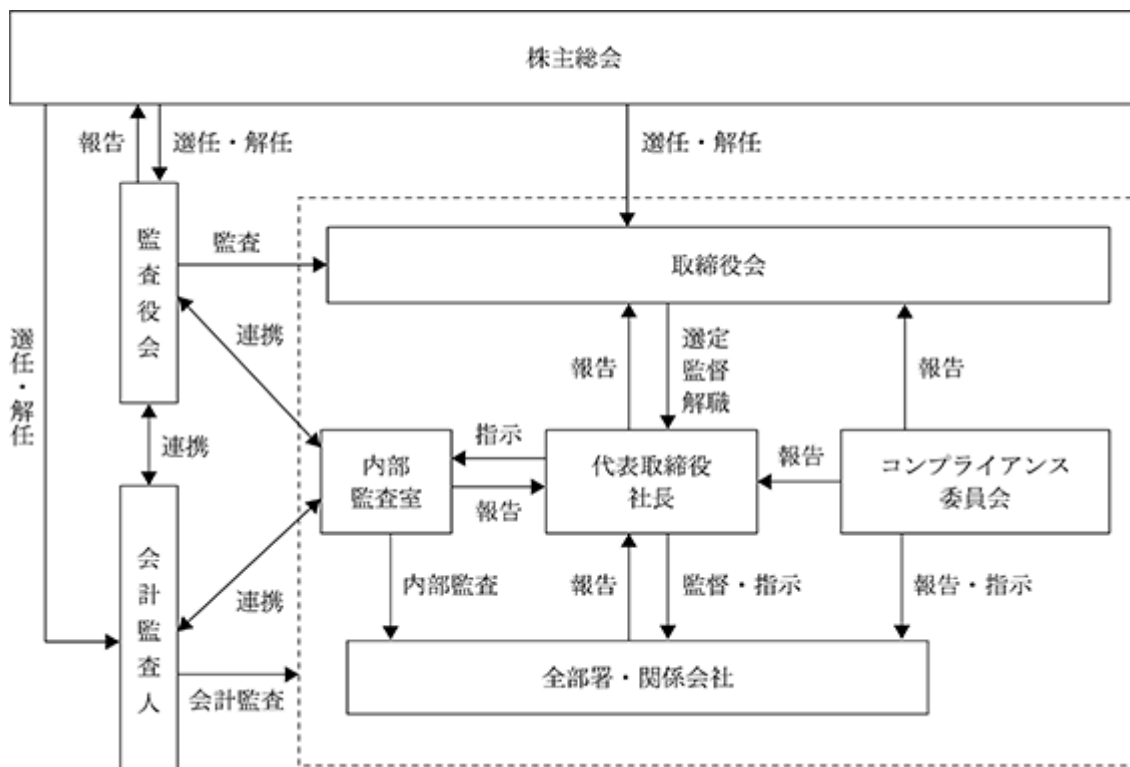 株主総会
報告
選任・解任
選任・解任
監査役会
監査
取締役会
選任・解任
連携
報告
選定
監督
解職
報告
連携
指示
内部
監査室
報告
代表取締役
社長
報告
コンプライアンス
委員会
会計監査人
連携
内部監査
報告
監督・指示
報告・指示
会計監査
全部署・関係会社